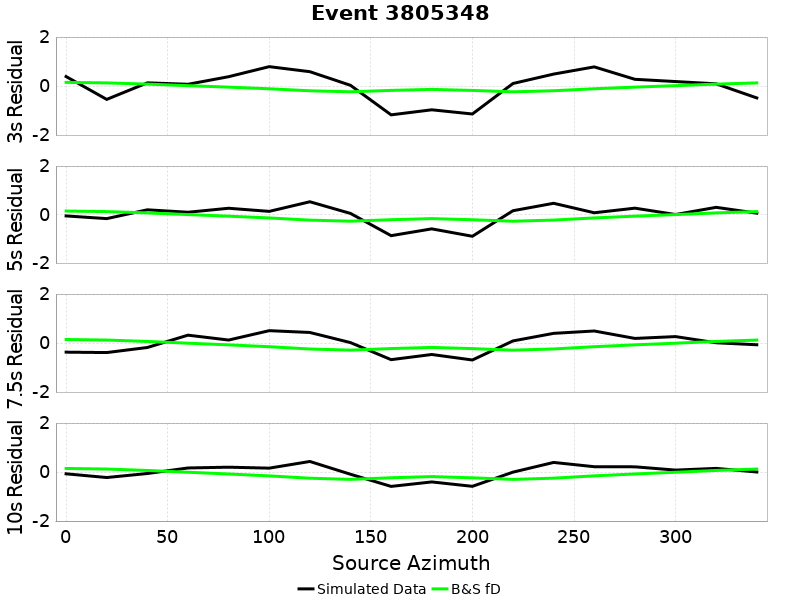 Event 3805348
3s Residual
2
0
-2
5s Residual
2
0
-2
7.5s Residual
2
0
-2
10s Residual
2
0
-2
0 50 100 150 200 250 300
Source Azimuth
Simulated Data B&S fD